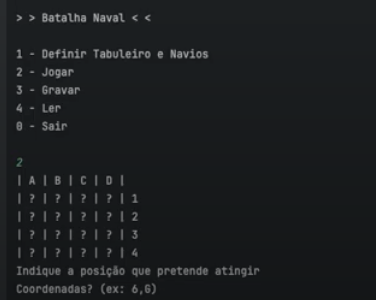 > > Batalha Naval < <
1 - Definir Tabuleiro e Navios
2 - Jogar
3 - Gravar
4 - Ler
0 - Sair
2
| A | B | C | D |
| ? | ? | ? | ? | 1
| ? | ? | ? | ? | 2
| ? | ? | ? | ? | 3
| ? | ? | ? | ? | 4
Indique a posição que pretende atingir
Coordenadas? (ex: 6,G)